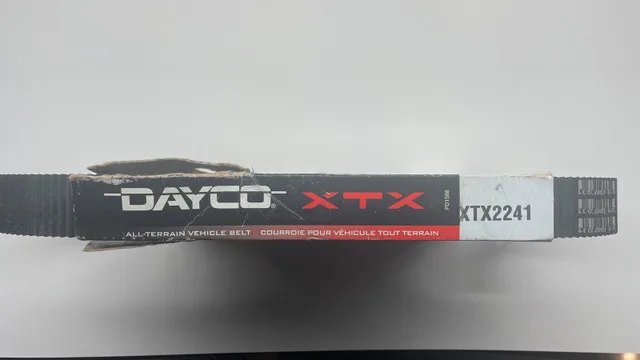 DAYCO® XTX
XTX2241
ALL-TERRAIN VEHICLE BELT COURROIE POUR VÉHICULE TOUT TERRAIN